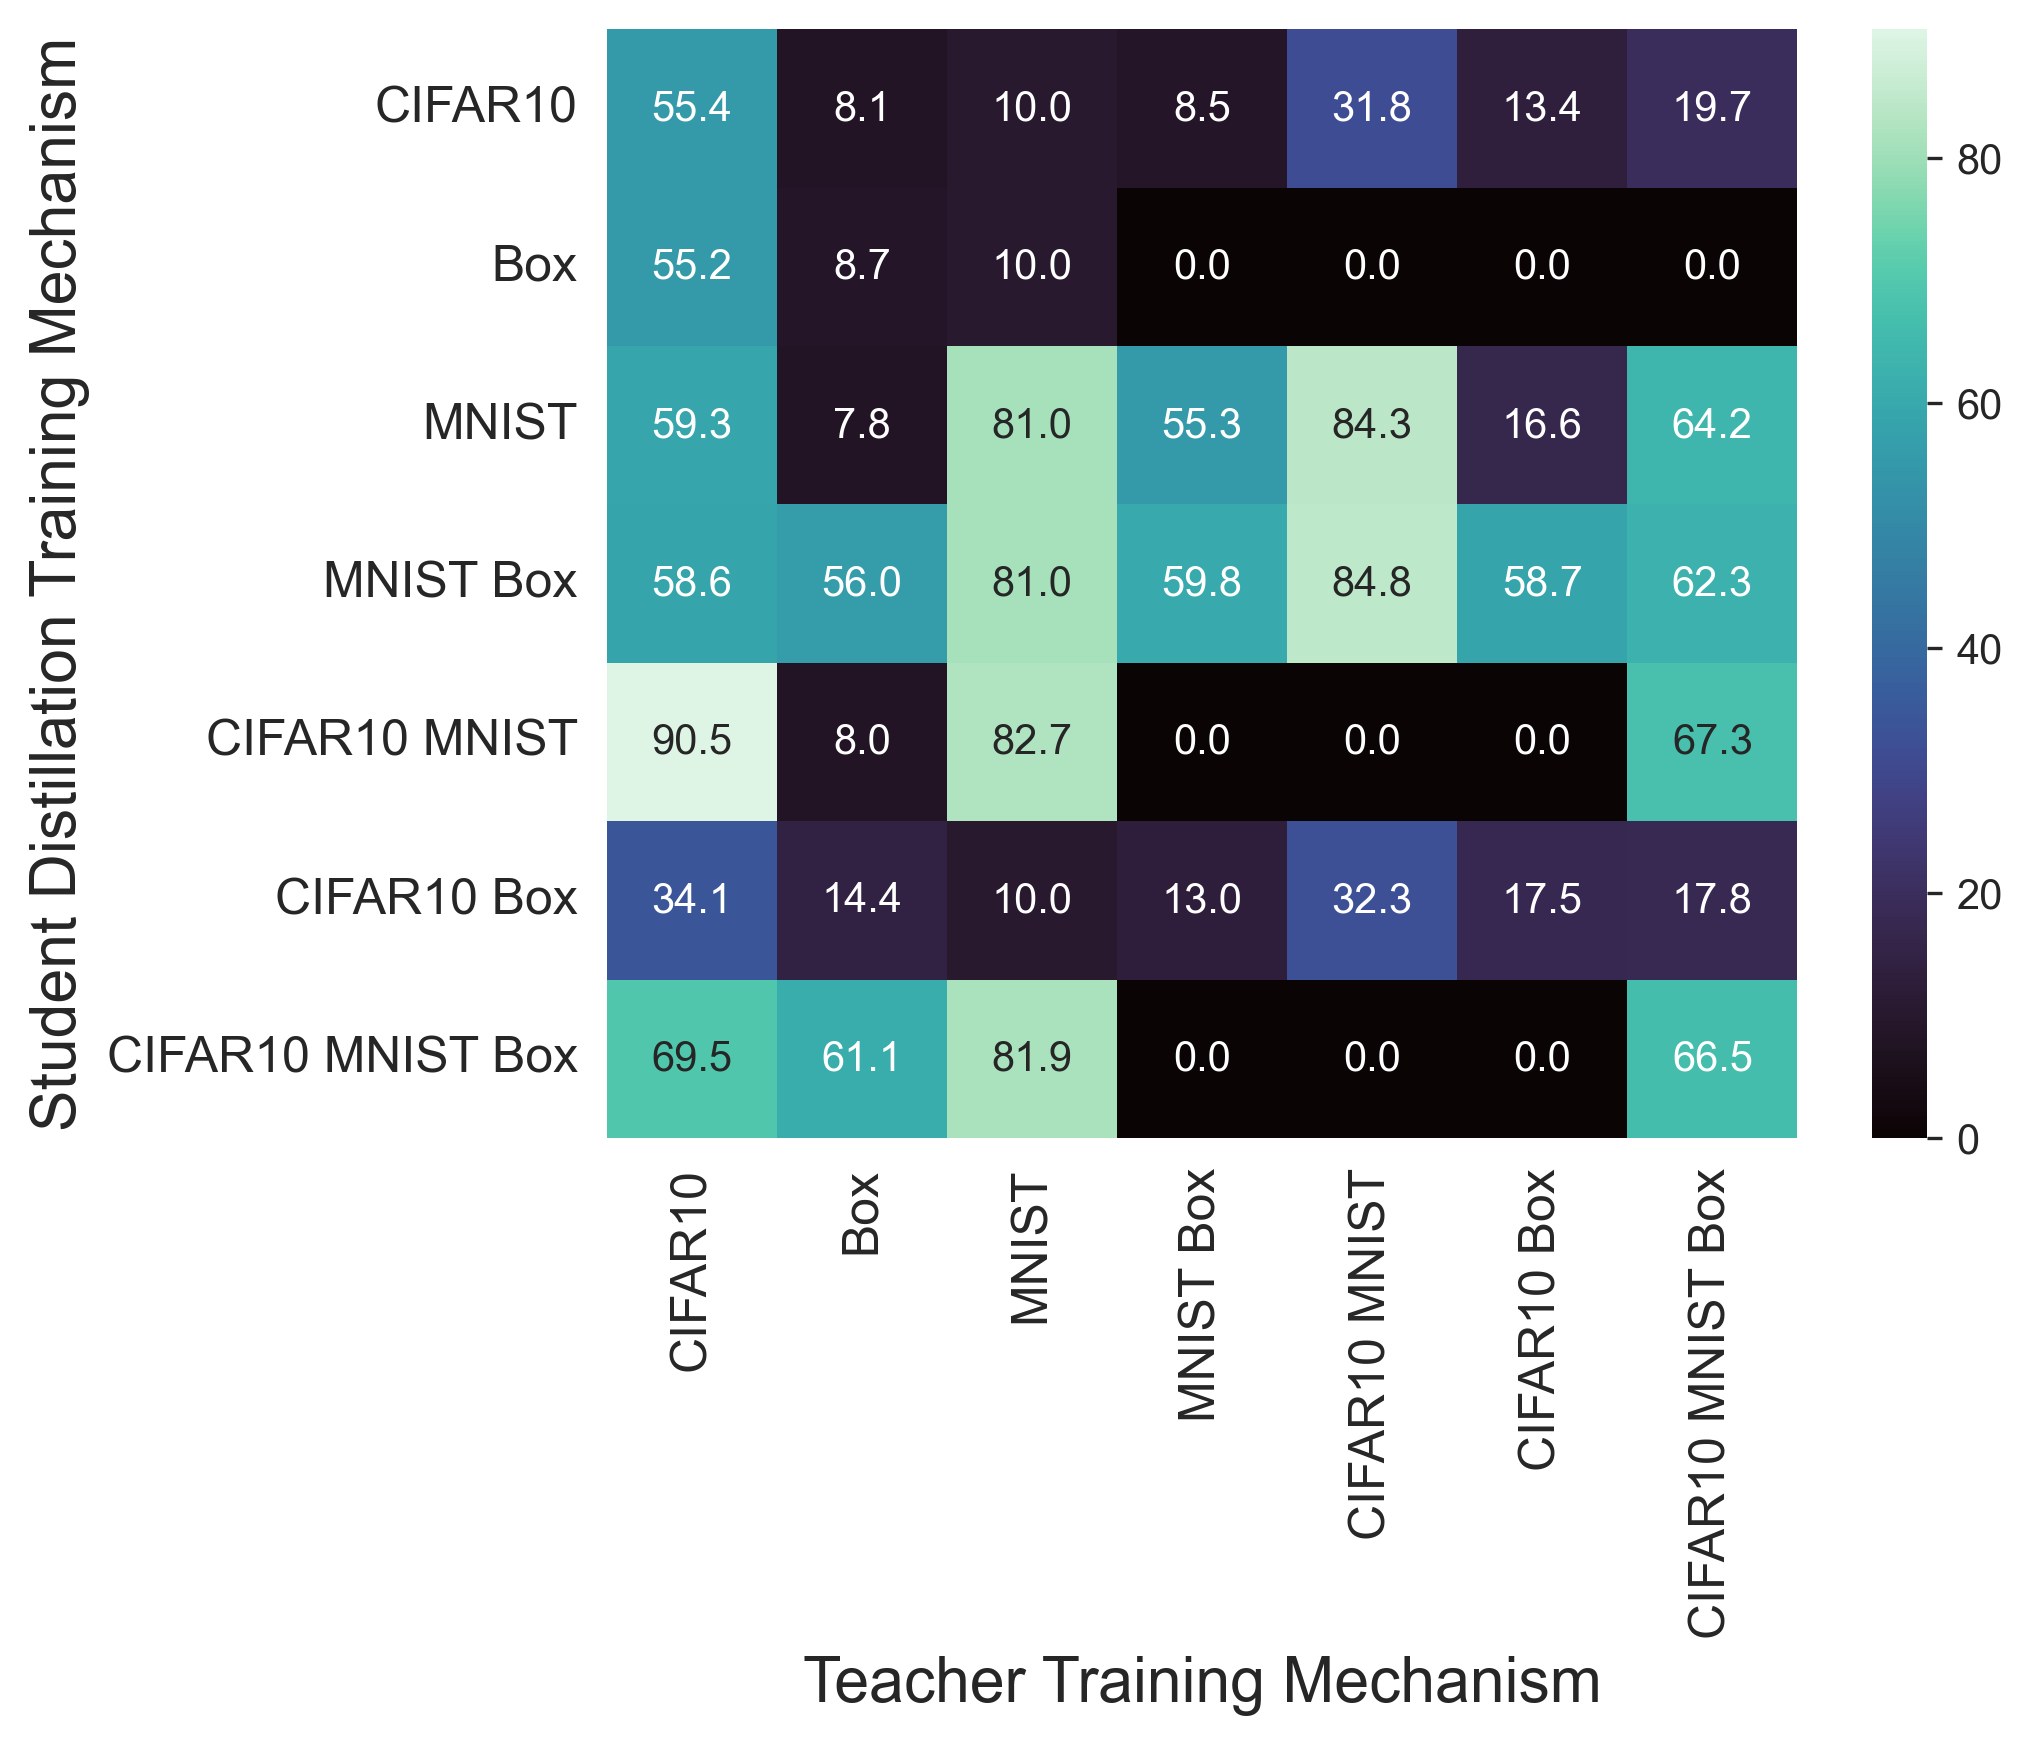 Student Distillation Training Mechanism
CIFAR10 55.4 8.1 10.0 8.5 31.8 13.4 19.7
Box 55.2 8.7 10.0 0.0 0.0 0.0 0.0
MNIST 59.3 7.8 81.0 55.3 84.3 16.6 64.2
MNIST Box 58.6 56.0 81.0 59.8 84.8 58.7 62.3
CIFAR10 MNIST 90.5 8.0 82.7 0.0 0.0 0.0 67.3
CIFAR10 Box 34.1 14.4 10.0 13.0 32.3 17.5 17.8
CIFAR10 MNIST Box 69.5 61.1 81.9 0.0 0.0 0.0 66.5
CIFAR10
Box
MNIST
MNIST Box
CIFAR10 MNIST
CIFAR10 Box
CIFAR10 MNIST Box
Teacher Training Mechanism
80
60
40
20
0